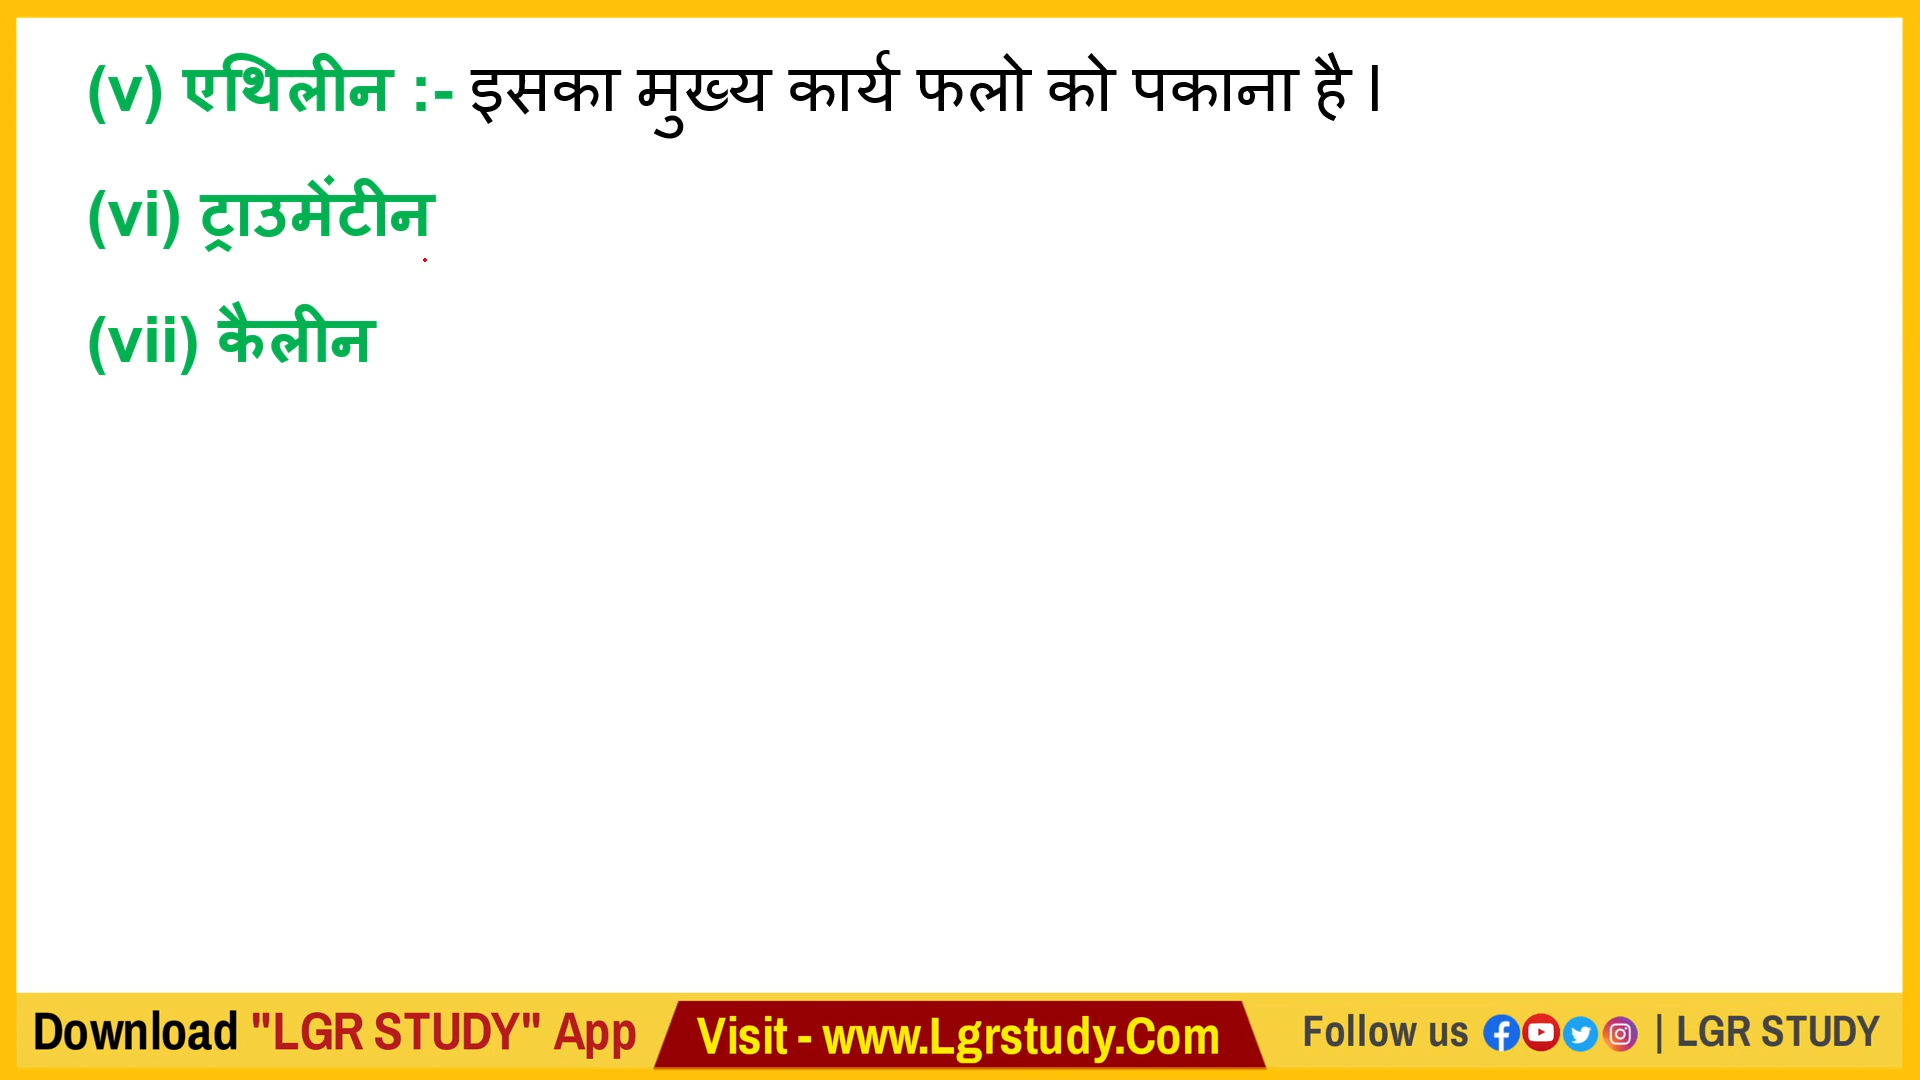 (v) एथिलीन :- इसका मुख्य कार्य फलो को पकाना है l
(vi) ट्राउमेंटीन
(vii) कैलीन
Download "LGR STUDY" App Visit - www.Lgrstudy.Com Follow us | LGR STUDY